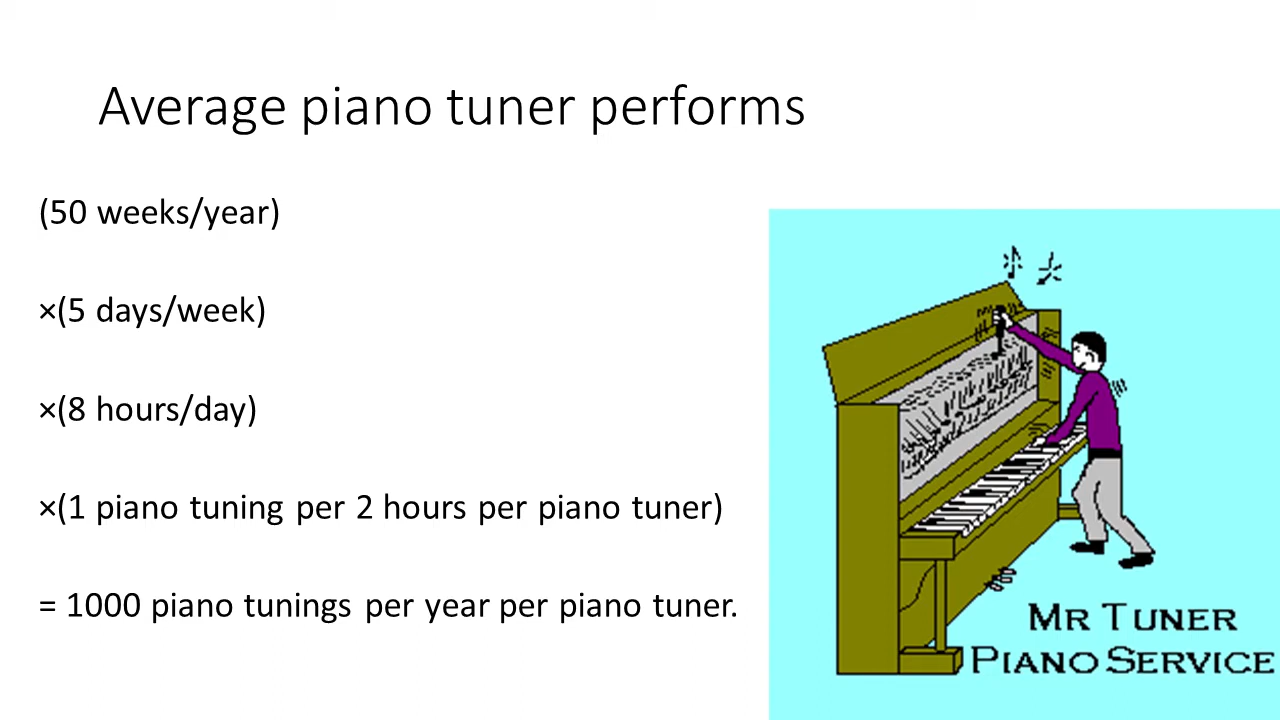 Average piano tuner performs
(50 weeks/year)
×(5 days/week)
×(8 hours/day)
×(1 piano tuning per 2 hours per piano tuner)
= 1000 piano tunings per year per piano tuner.
MR TUNER
PIANO SERVICE